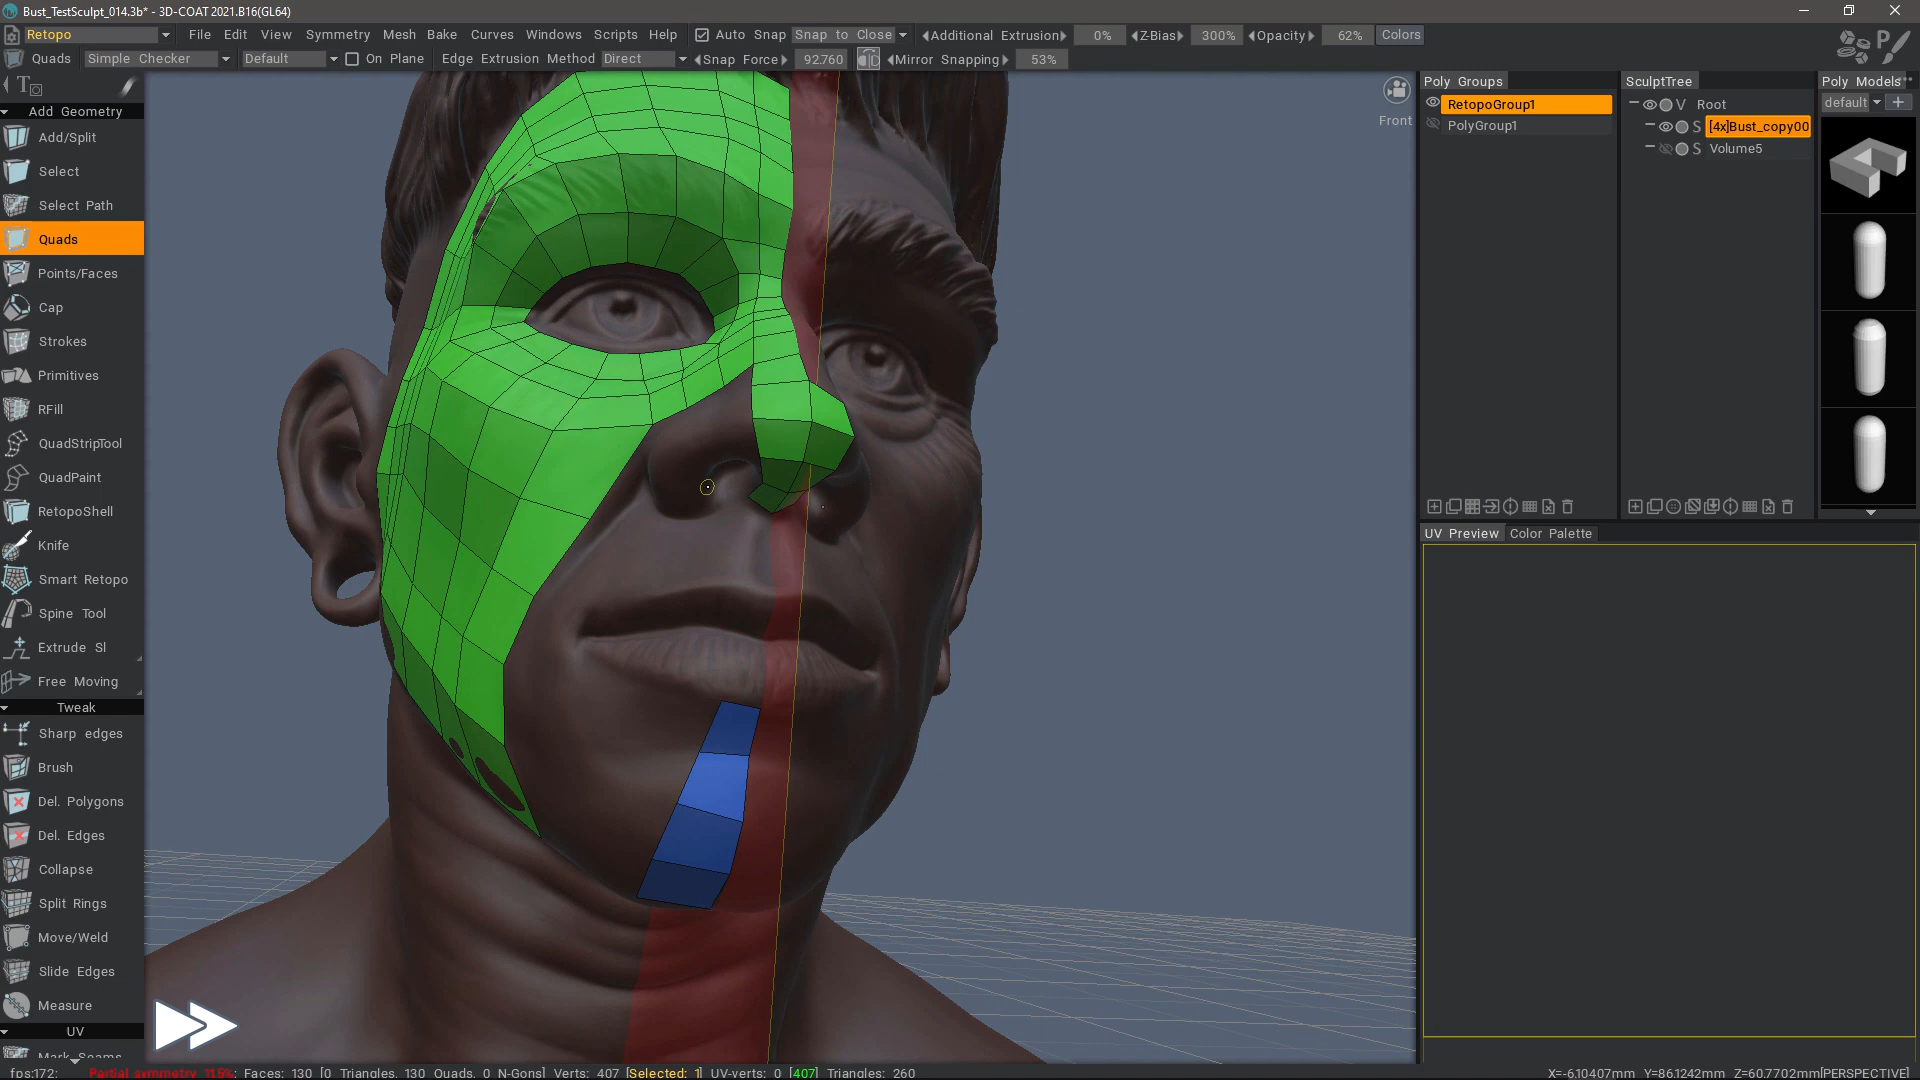 Bust_TestSculpt_014.3b* - 3D-COAT 2021.B16(GL64)
Retopo File Edit View Symmetry Mesh Bake Curves Windows Scripts Help Auto Snap Snap to Close Additional Extrusion 0% Z-Bias 300% Opacity 62% Colors
Quads Simple Checker Default On Plane Edge Extrusion Method Direct Snap Force 92.760 Mirror Snapping 53%
Add Geometry
Add/Split
Select
Select Path
Quads
Points/Faces
Cap
Strokes
Primitives
RFill
QuadStripTool
QuadPaint
RetopoShell
Knife
Smart Retopo
Spine Tool
Extrude Sl
Free Moving
Tweak
Sharp edges
Brush
Del. Polygons
Del. Edges
Collapse
Split Rings
Move/Weld
Slide Edges
Measure
UV
Mark Seams
Front
Poly Groups
RetopoGroup1
PolyGroup1
SculptTree
V Root
S [4x]Bust_copy00
S Volume5
Poly Models
default
UV Preview Color Palette
fps:172; Partial symmetry 11.5%; Faces: 130 [0 Triangles, 130 Quads, 0 N-Gons] Verts: 407 [Selected: 1] UV-verts: 0 [407] Triangles: 260 X=-6.10407mm Y=86.1242mm Z=60.7702mm[PERSPECTIVE]